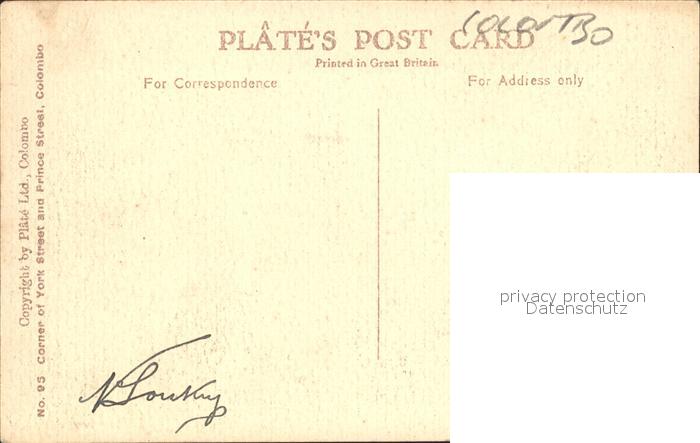 COLOMBO
PLÂTÉ'S POST CARD
Printed in Great Britain.
For Correspondence
For Address only
Copyright by Plâté Ltd., Colombo
No. 95 Corner of York Street and Prince Street, Colombo
privacy protection
Datenschutz